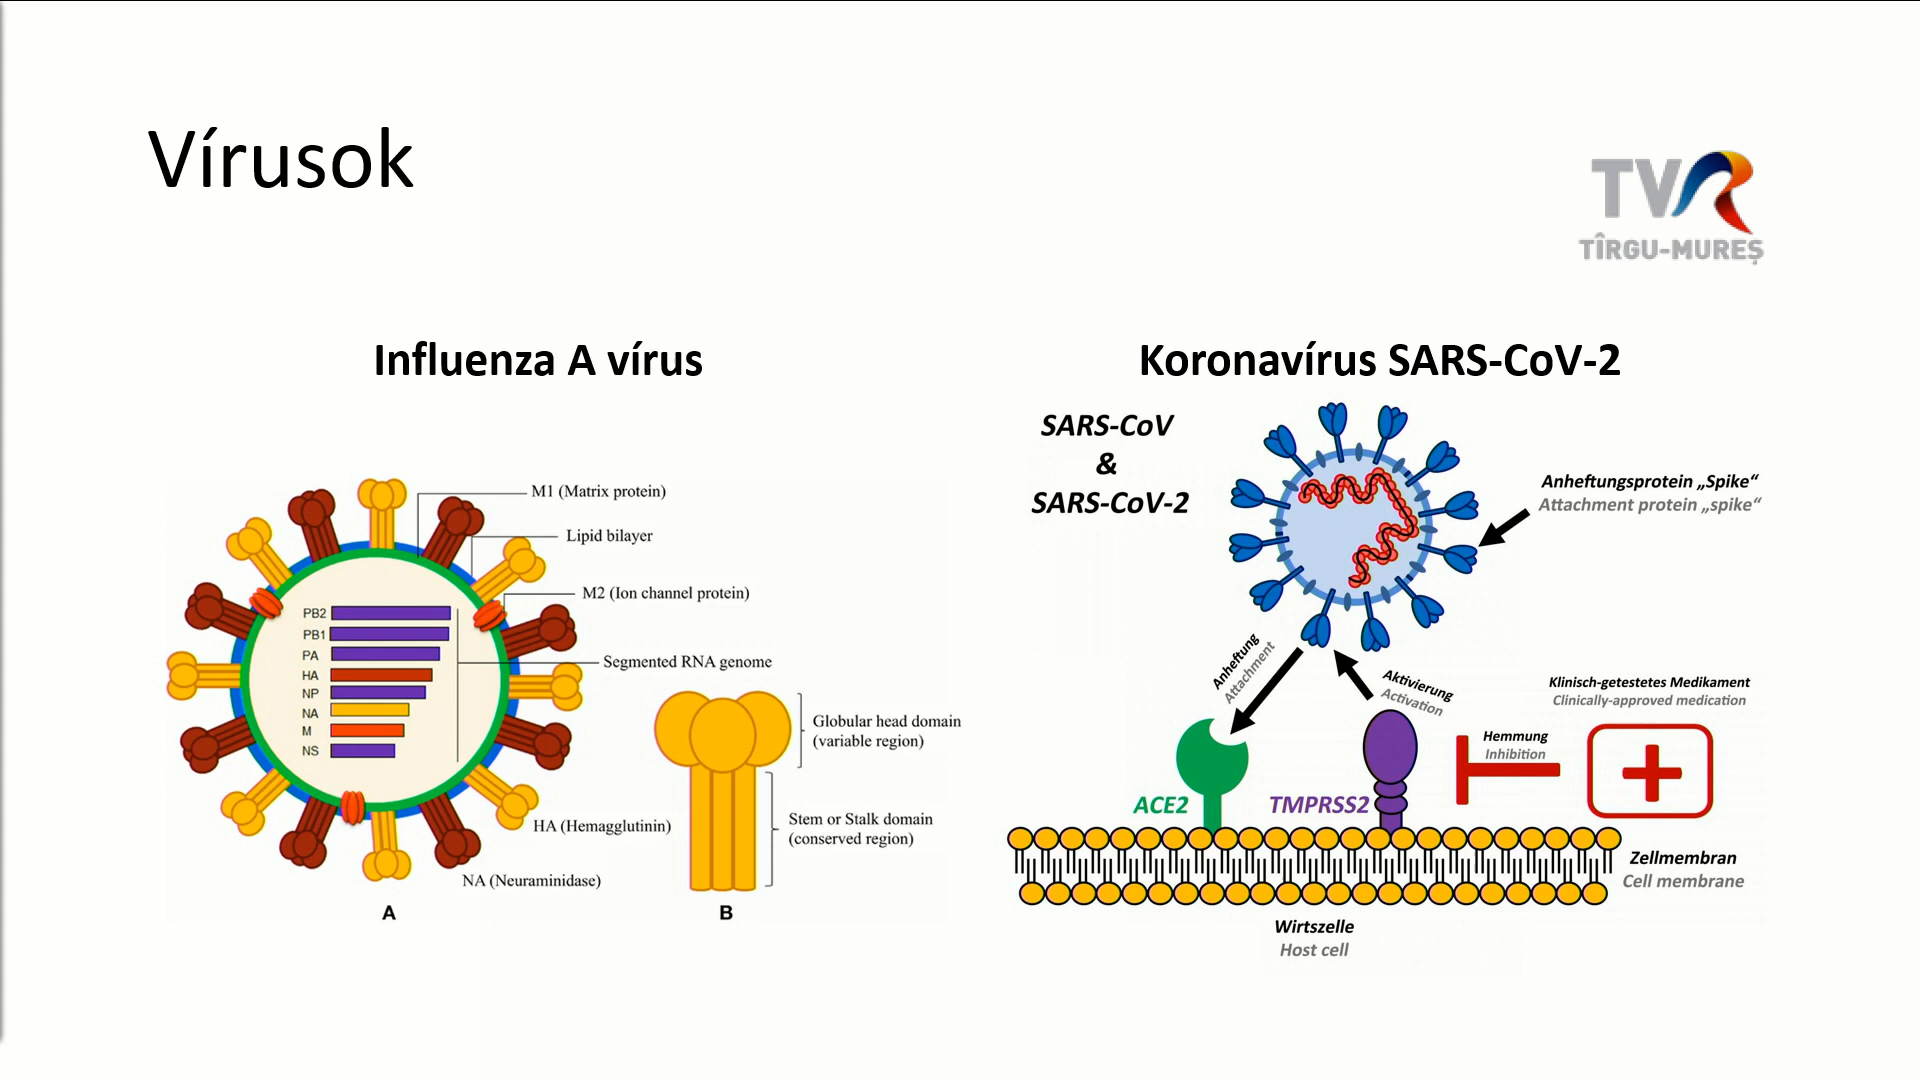 Vírusok
TVR
TÎRGU-MUREȘ
Influenza A vírus
M1 (Matrix protein)
Lipid bilayer
M2 (Ion channel protein)
PB2
PB1
PA
HA
NP
NA
M
NS
Segmented RNA genome
Globular head domain
(variable region)
Stem or Stalk domain
(conserved region)
HA (Hemagglutinin)
NA (Neuraminidase)
A
B
Koronavírus SARS-CoV-2
SARS-CoV
&
SARS-CoV-2
Anheftungsprotein „Spike“
Attachment protein „spike“
Anheftung
Attachment
Aktivierung
Activation
Klinisch-getestetes Medikament
Clinically-approved medication
Hemmung
Inhibition
ACE2
TMPRSS2
Zellmembran
Cell membrane
Wirtszelle
Host cell